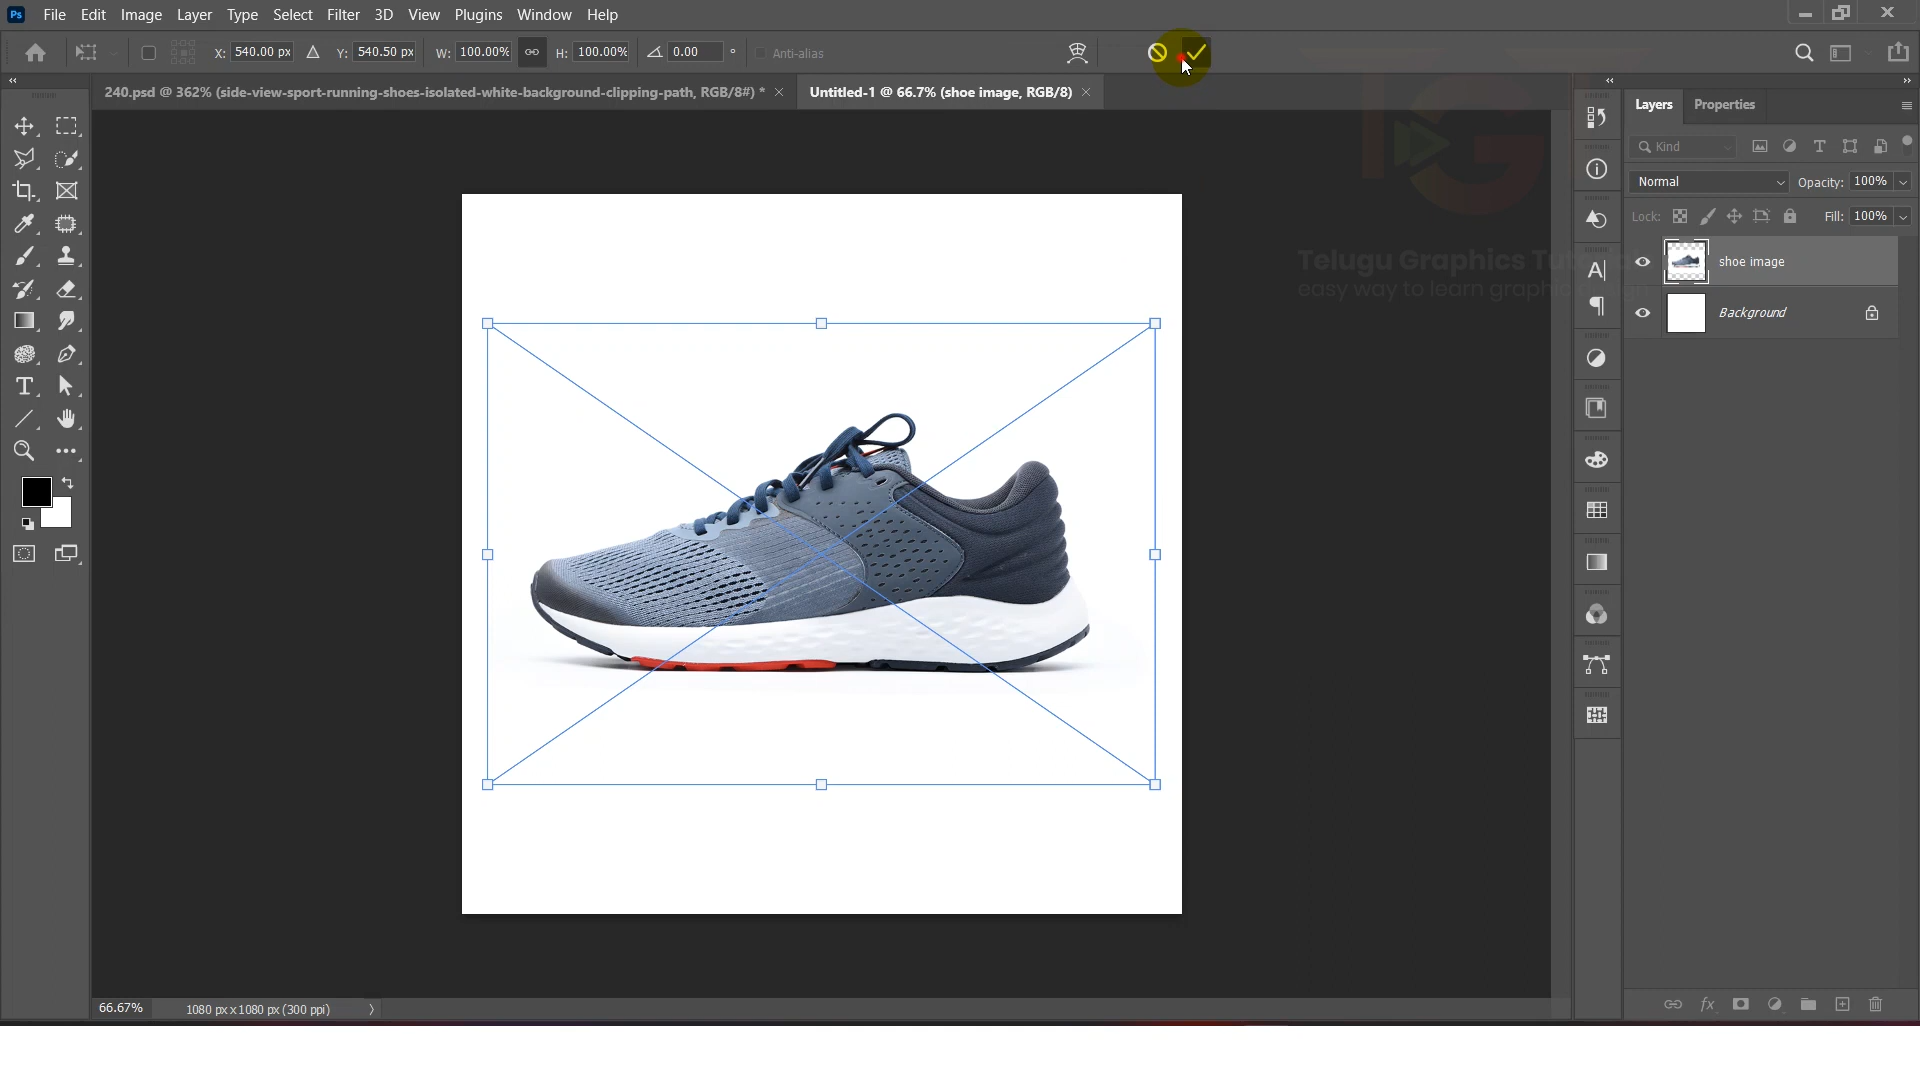 Ps File Edit Image Layer Type Select Filter 3D View Plugins Window Help
X: 540.00 px Y: 540.50 px W: 100.00% H: 100.00% 0.00 ° Anti-alias
240.psd @ 362% (side-view-sport-running-shoes-isolated-white-background-clipping-path, RGB/8#) * Untitled-1 @ 66.7% (shoe image, RGB/8)
Layers Properties
Kind
Normal Opacity: 100%
Lock: Fill: 100%
shoe image
Background
Telugu Graphics
easy way to learn
66.67% 1080 px x 1080 px (300 ppi)